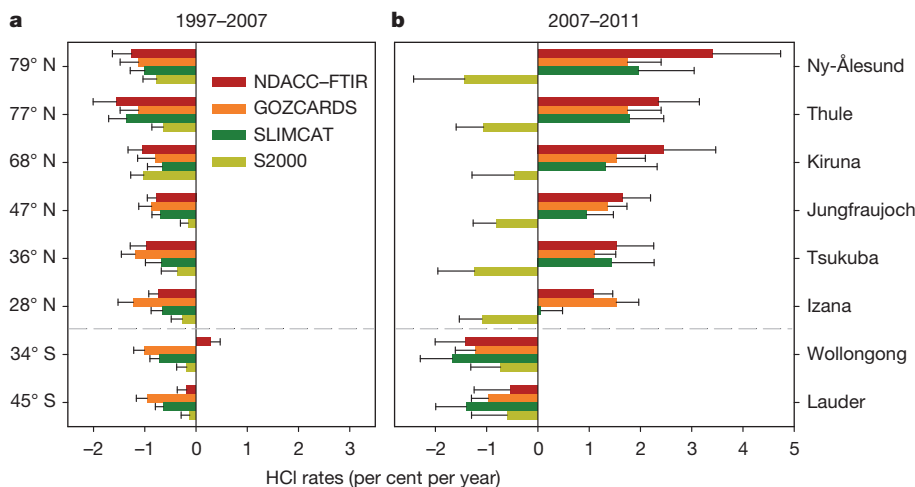 a 1997–2007
b 2007–2011
79° N
77° N
68° N
47° N
36° N
28° N
34° S
45° S
NDACC–FTIR
GOZCARDS
SLIMCAT
S2000
Ny-Ålesund
Thule
Kiruna
Jungfraujoch
Tsukuba
Izana
Wollongong
Lauder
–2 –1 0 1 2 3
–2 –1 0 1 2 3 4 5
HCl rates (per cent per year)